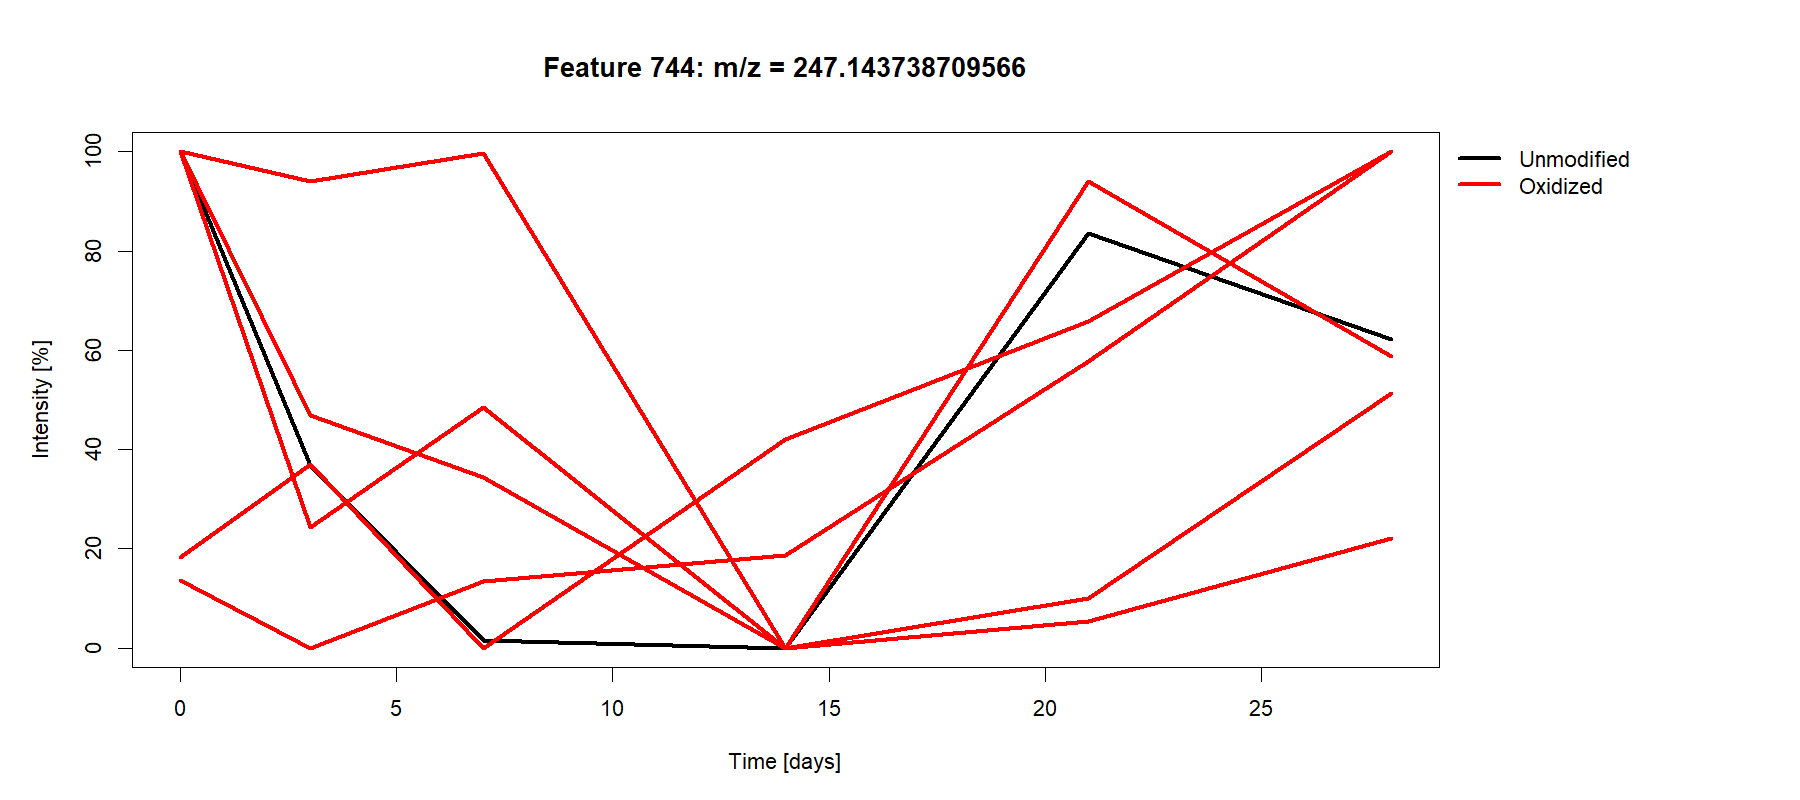 Feature 744: m/z = 247.143738709566
Unmodified
Oxidized
100
80
60
40
20
0
Intensity [%]
0 5 10 15 20 25
Time [days]